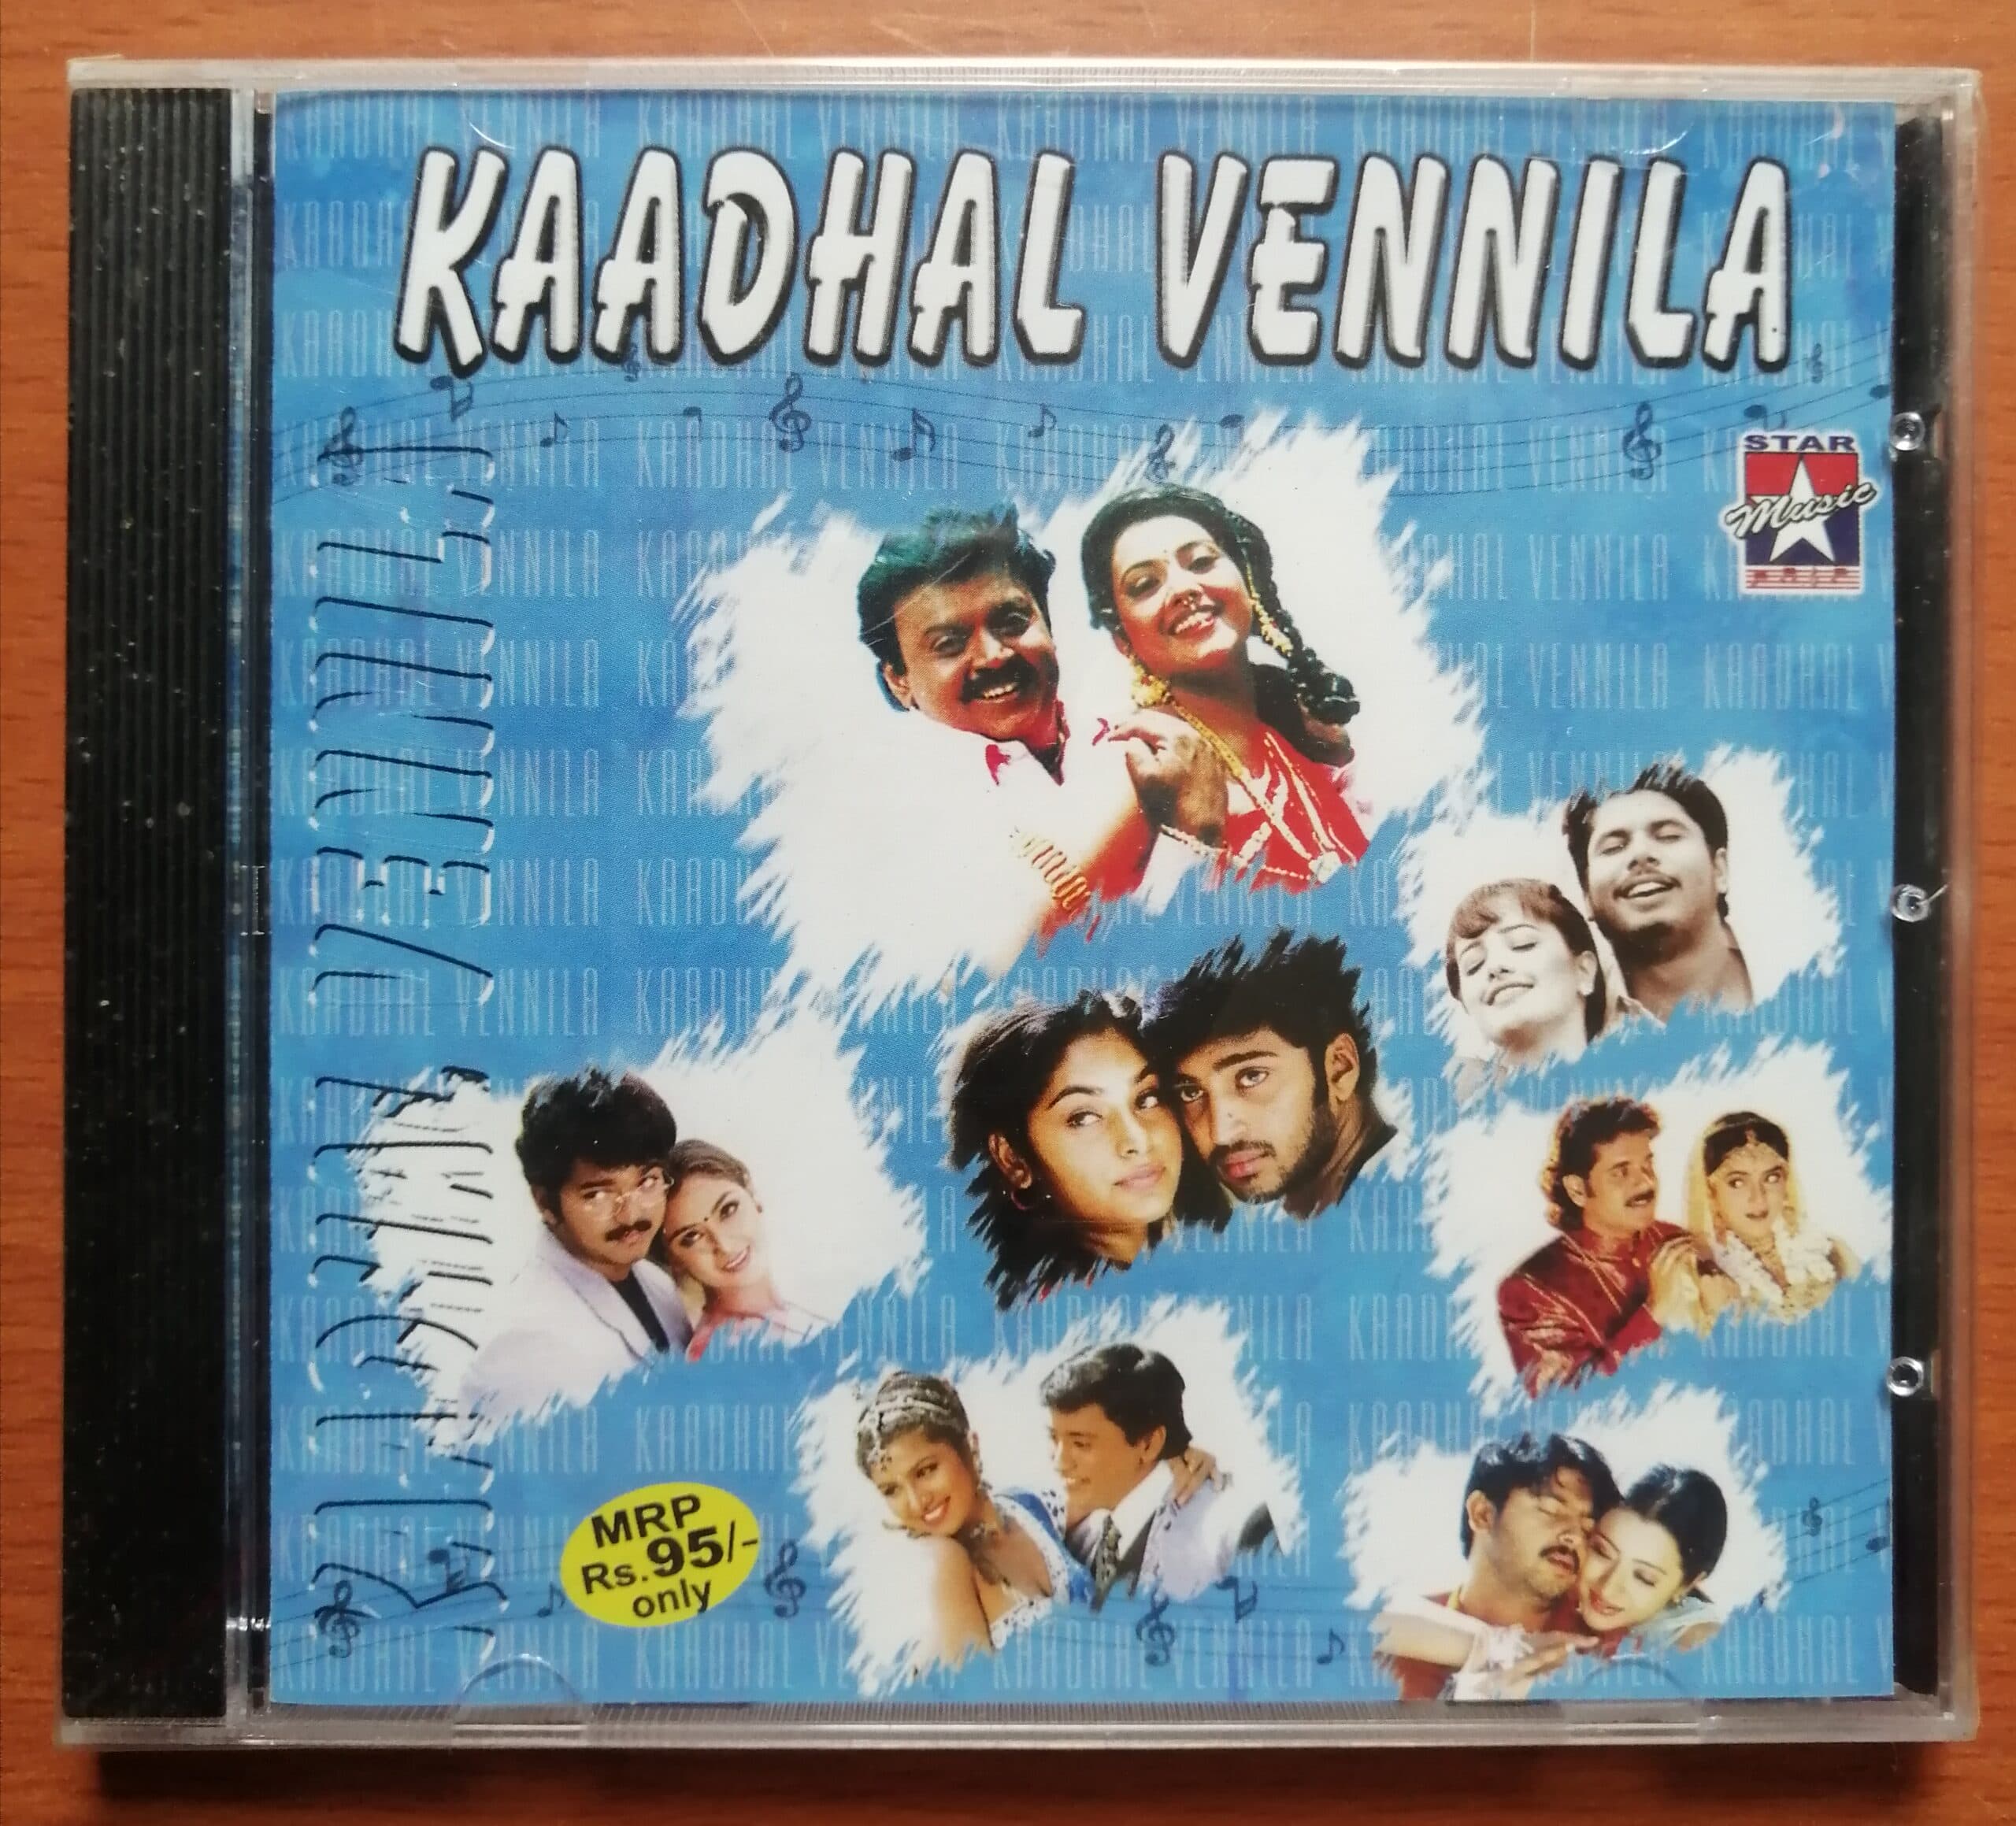 KAADHAL VENNILA
STAR
Music
KAADHAL VENNILA
MRP
Rs.95/-
only